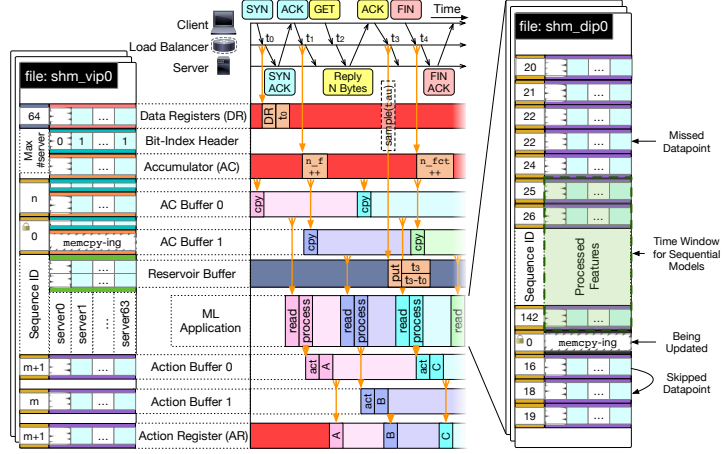 SYN
ACK
GET
ACK
FIN
Time
Client
Load Balancer
Server
t0
t1
t2
t3
t4
SYN
ACK
Reply
N Bytes
FIN
ACK
file: shm_vip0
64
Data Registers (DR)
DR
t0
sample(tau)
Max
#server
0
1
...
1
Bit-Index Header
...
Accumulator (AC)
n_f
++
n_fct
++
n
...
AC Buffer 0
cpy
cpy
0
memcpy-ing
AC Buffer 1
cpy
cpy
Sequence ID
...
...
Reservoir Buffer
put
t3
t3-t0
server0
server1
...
server63
ML
Application
read
process
read
process
read
process
read
m+1
...
Action Buffer 0
act
A
act
C
m
...
Action Buffer 1
act
B
m+1
...
Action Register (AR)
A
B
C
file: shm_dip0
20
...
21
...
22
...
22
...
Missed
Datapoint
24
...
25
...
26
...
Sequence ID
Processed
Features
Time Window
for Sequential
Models
142
...
0
memcpy-ing
Being
Updated
16
...
18
...
Skipped
Datapoint
19
...